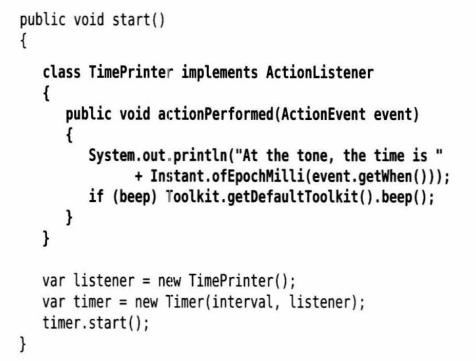 public void start()
{
   class TimePrinter implements ActionListener
   {
      public void actionPerformed(ActionEvent event)
      {
         System.out.println("At the tone, the time is "
               + Instant.ofEpochMilli(event.getWhen()));
         if (beep) Toolkit.getDefaultToolkit().beep();
      }
   }

   var listener = new TimePrinter();
   var timer = new Timer(interval, listener);
   timer.start();
}